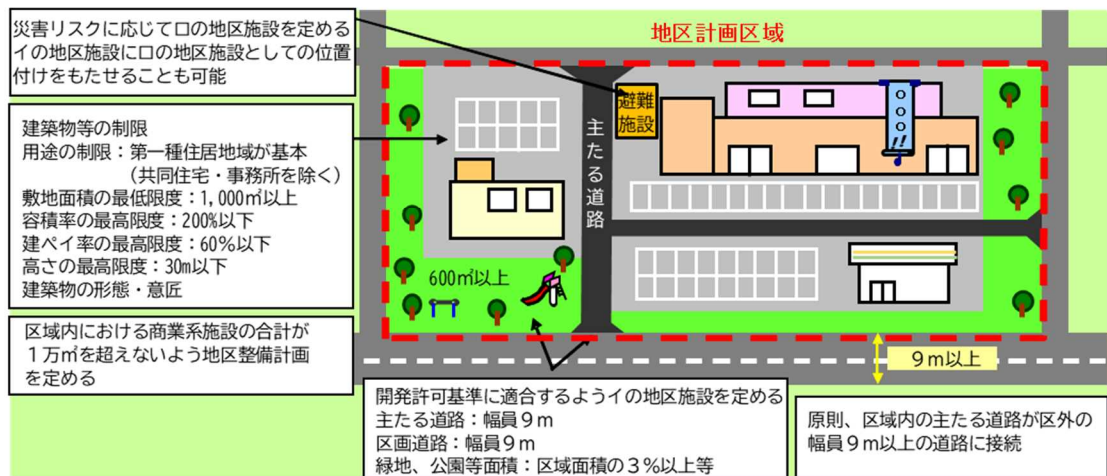 災害リスクに応じてロの地区施設を定める
イの地区施設にロの地区施設としての位置
付けをもたせることも可能
建築物等の制限
用途の制限：第一種住居地域が基本
（共同住宅・事務所を除く）
敷地面積の最低限度：1,000㎡以上
容積率の最高限度：200%以下
建ペイ率の最高限度：60％以下
高さの最高限度：30m以下
建築物の形態・意匠
区域内における商業系施設の合計が
１万㎡を超えないよう地区整備計画
を定める
地区計画区域
避難
施設
主たる道路
○○○!!
600㎡以上
９ｍ以上
開発許可基準に適合するようイの地区施設を定める
主たる道路：幅員９ｍ
区画道路：幅員９ｍ
緑地、公園等面積：区域面積の３％以上等
原則、区域内の主たる道路が区外の
幅員９ｍ以上の道路に接続